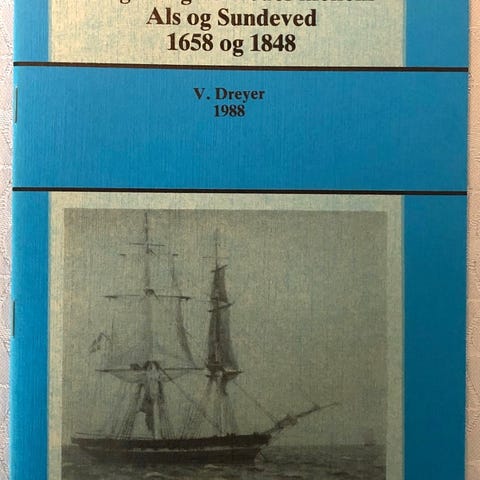 Als og Sundeved
1658 og 1848
V. Dreyer
1988